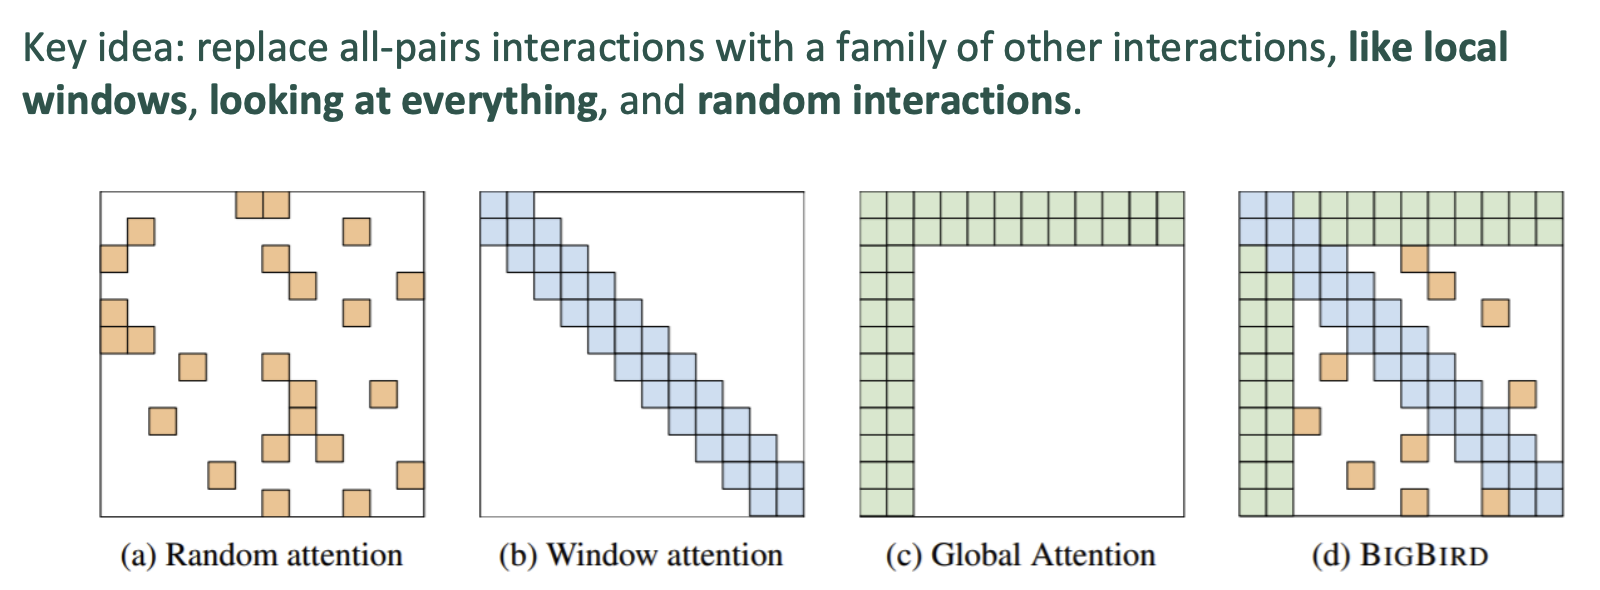 Key idea: replace all-pairs interactions with a family of other interactions, like local
windows, looking at everything, and random interactions.
(a) Random attention
(b) Window attention
(c) Global Attention
(d) BIGBIRD